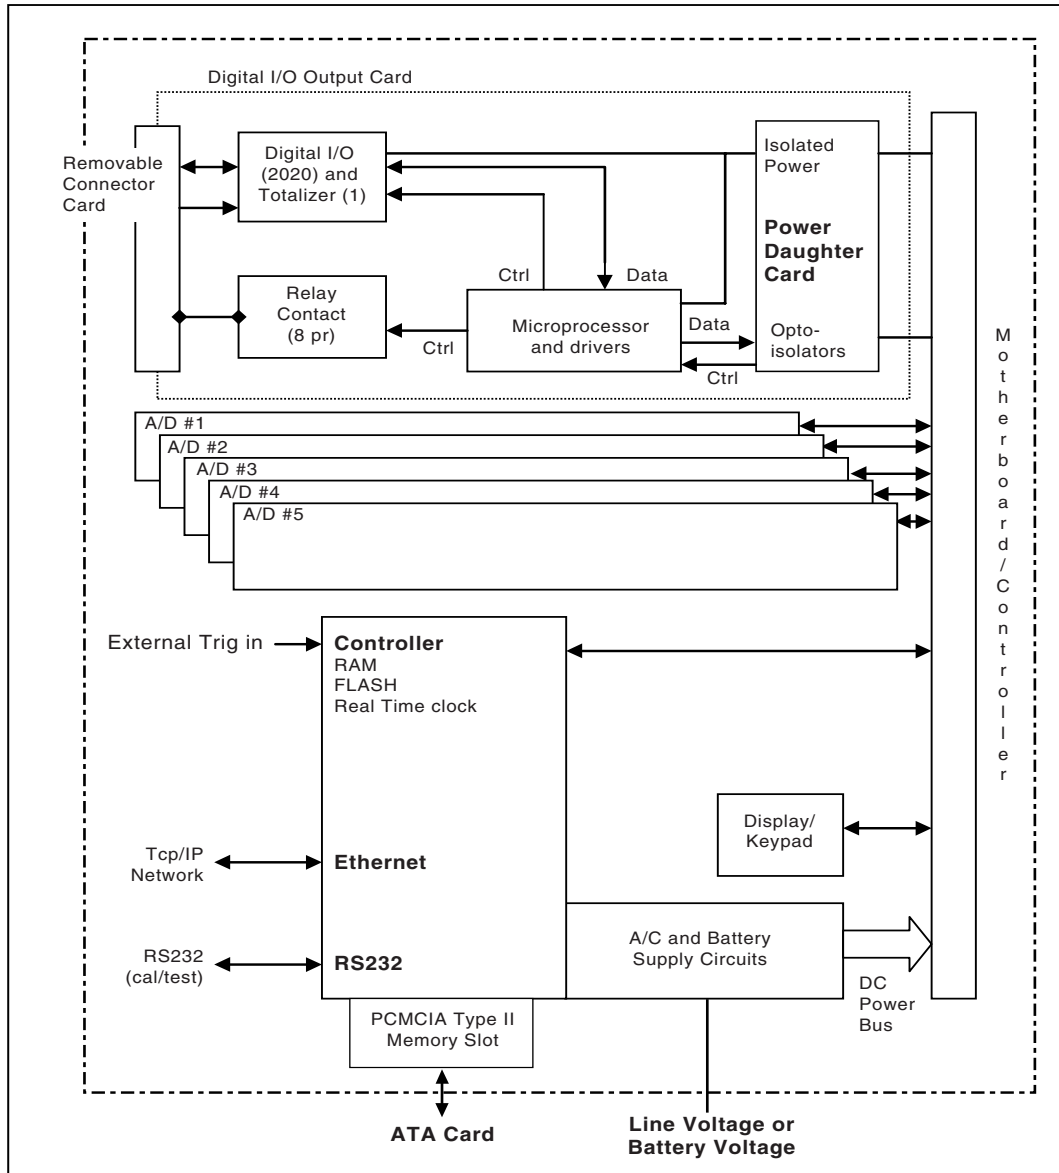 Digital I/O Output Card
Removable
Connector
Card
Digital I/O
(2020) and
Totalizer (1)
Isolated
Power
Power
Daughter
Card
Opto-
isolators
Ctrl
Data
Relay
Contact
(8 pr)
Ctrl
Microprocessor
and drivers
Data
Ctrl
Motherboard/Controller
A/D #1
A/D #2
A/D #3
A/D #4
A/D #5
External Trig in
Controller
RAM
FLASH
Real Time clock
Display/
Keypad
Tcp/IP
Network
Ethernet
RS232
(cal/test)
RS232
A/C and Battery
Supply Circuits
DC
Power
Bus
PCMCIA Type II
Memory Slot
ATA Card
Line Voltage or
Battery Voltage